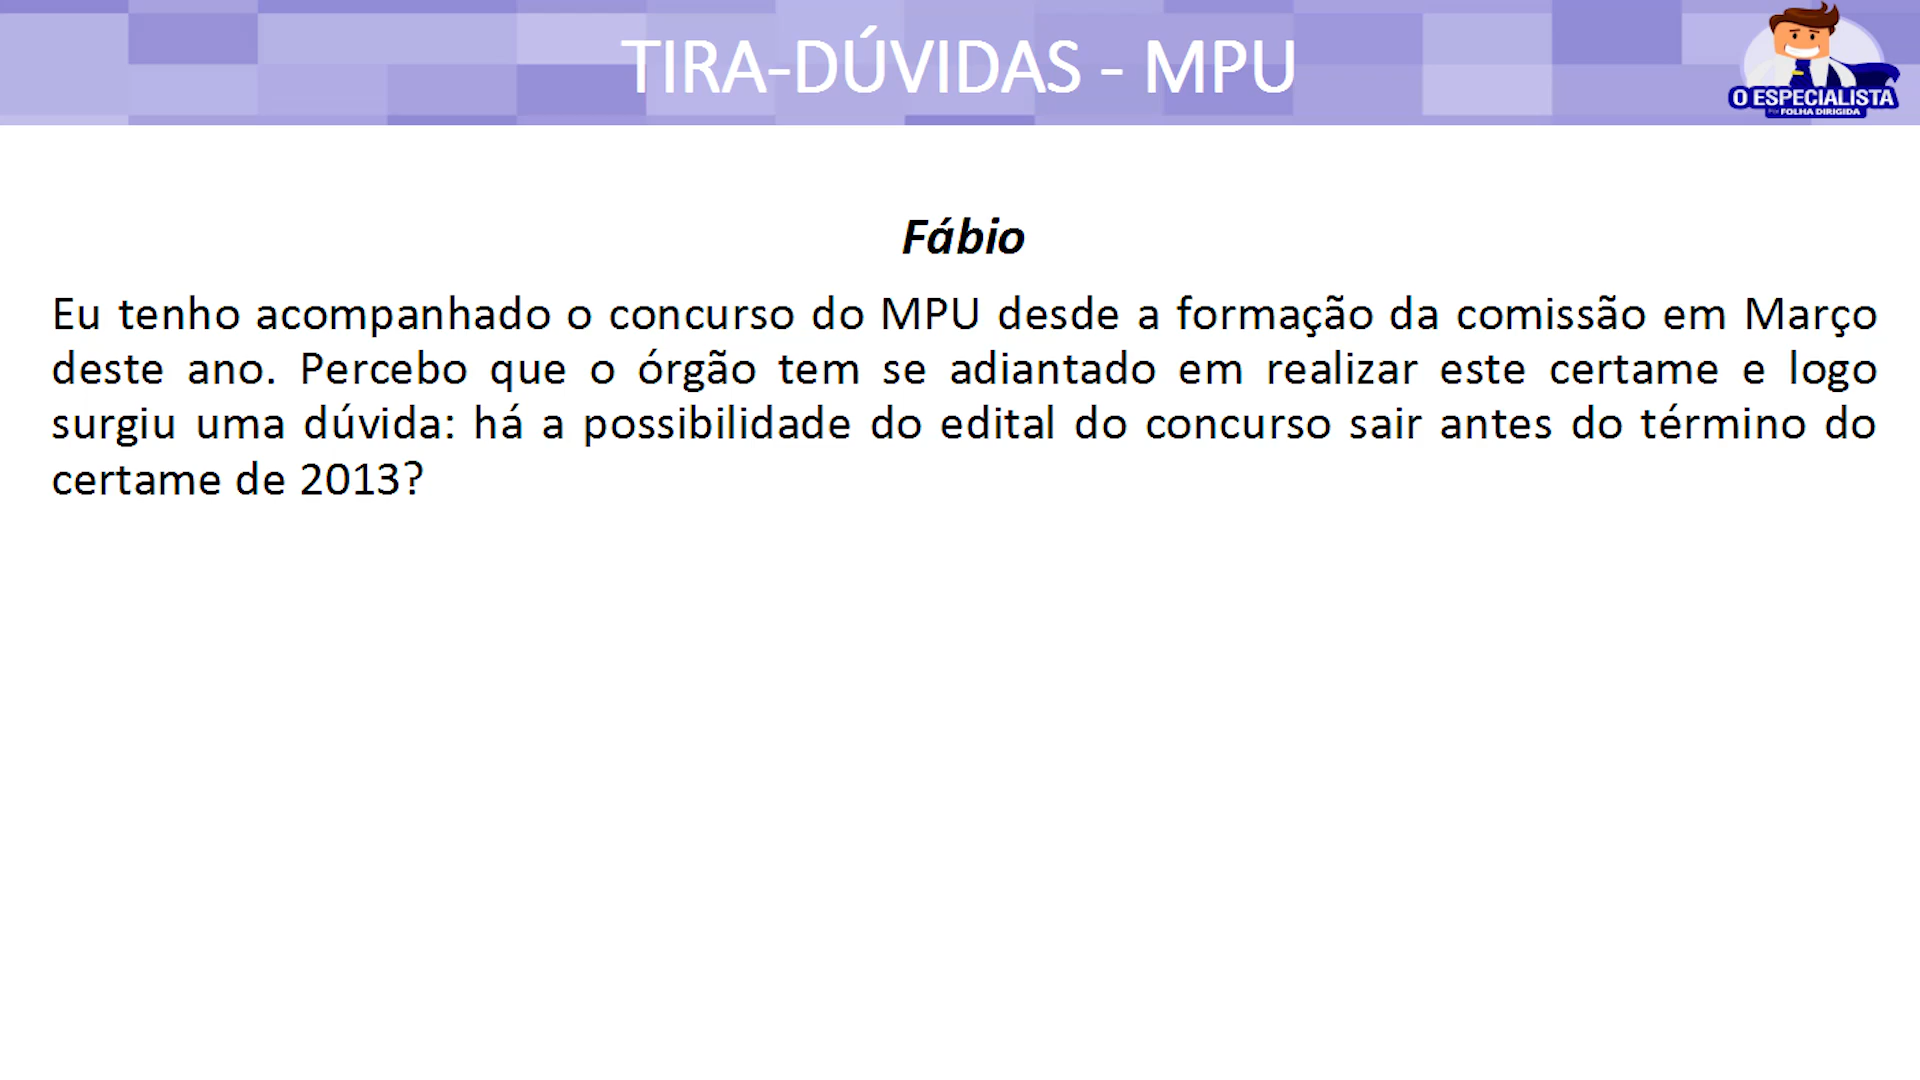 TIRA-DÚVIDAS - MPU
O ESPECIALISTA
FOLHA DIRIGIDA
Fábio
Eu tenho acompanhado o concurso do MPU desde a formação da comissão em Março
deste ano. Percebo que o órgão tem se adiantado em realizar este certame e logo
surgiu uma dúvida: há a possibilidade do edital do concurso sair antes do término do
certame de 2013?